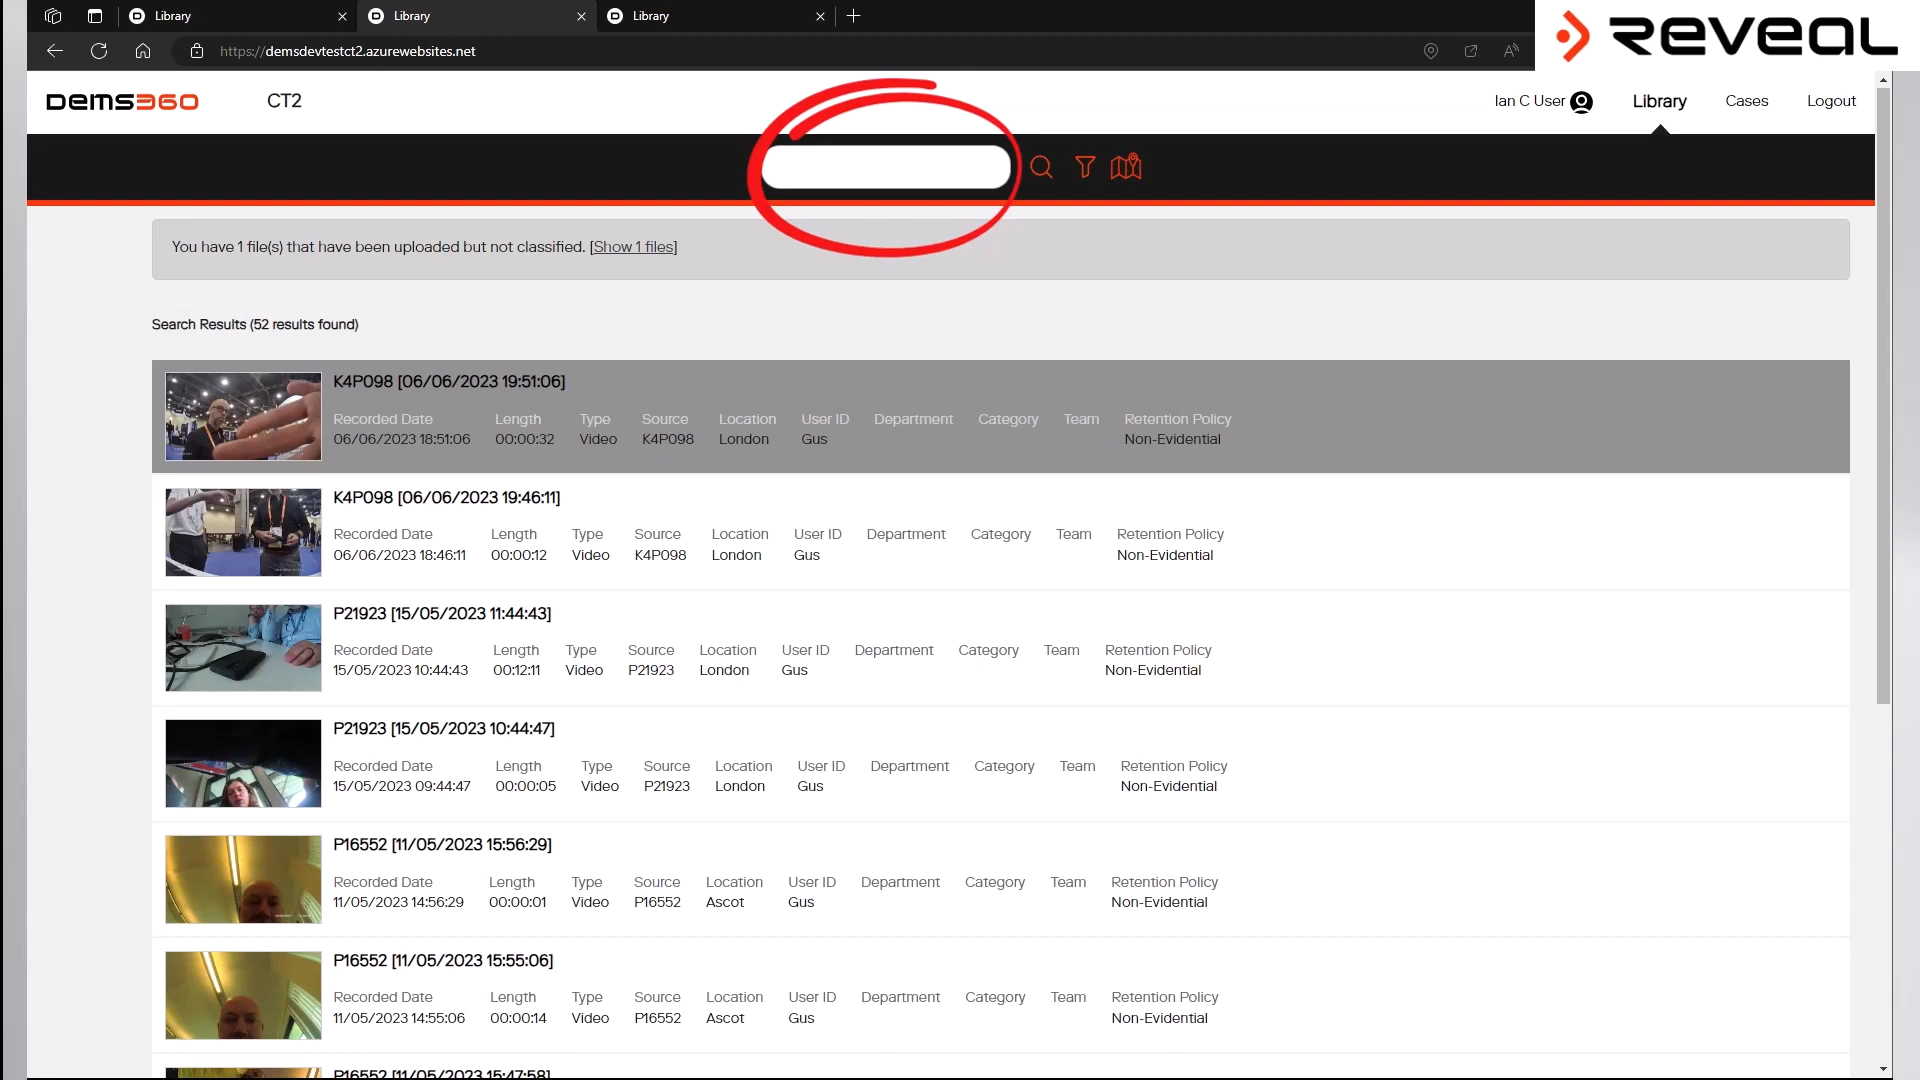 Library
Library
Library
https://demsdevtestct2.azurewebsites.net
REVEAL
Dems360
CT2
Ian C User
Library
Cases
Logout
You have 1 file(s) that have been uploaded but not classified. [Show 1 files]
Search Results (52 results found)
K4P098 [06/06/2023 19:51:06]
Recorded Date Length Type Source Location User ID Department Category Team Retention Policy
06/06/2023 18:51:06 00:00:32 Video K4P098 London Gus Non-Evidential
K4P098 [06/06/2023 19:46:11]
Recorded Date Length Type Source Location User ID Department Category Team Retention Policy
06/06/2023 18:46:11 00:00:12 Video K4P098 London Gus Non-Evidential
P21923 [15/05/2023 11:44:43]
Recorded Date Length Type Source Location User ID Department Category Team Retention Policy
15/05/2023 10:44:43 00:12:11 Video P21923 London Gus Non-Evidential
P21923 [15/05/2023 10:44:47]
Recorded Date Length Type Source Location User ID Department Category Team Retention Policy
15/05/2023 09:44:47 00:00:05 Video P21923 London Gus Non-Evidential
P16552 [11/05/2023 15:56:29]
Recorded Date Length Type Source Location User ID Department Category Team Retention Policy
11/05/2023 14:56:29 00:00:01 Video P16552 Ascot Gus Non-Evidential
P16552 [11/05/2023 15:55:06]
Recorded Date Length Type Source Location User ID Department Category Team Retention Policy
11/05/2023 14:55:06 00:00:14 Video P16552 Ascot Gus Non-Evidential
P16552 [11/05/2023 15:47:58]